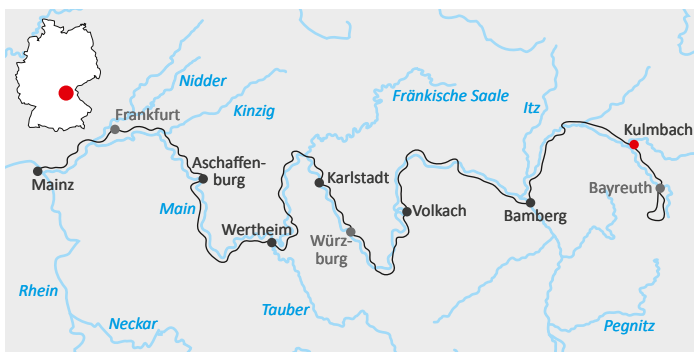 Nidder
Fränkische Saale
Kinzig
Itz
Frankfurt
Kulmbach
Aschaffen-
burg
Mainz
Karlstadt
Bayreuth
Main
Volkach
Bamberg
Wertheim
Würz-
burg
Rhein
Tauber
Neckar
Pegnitz